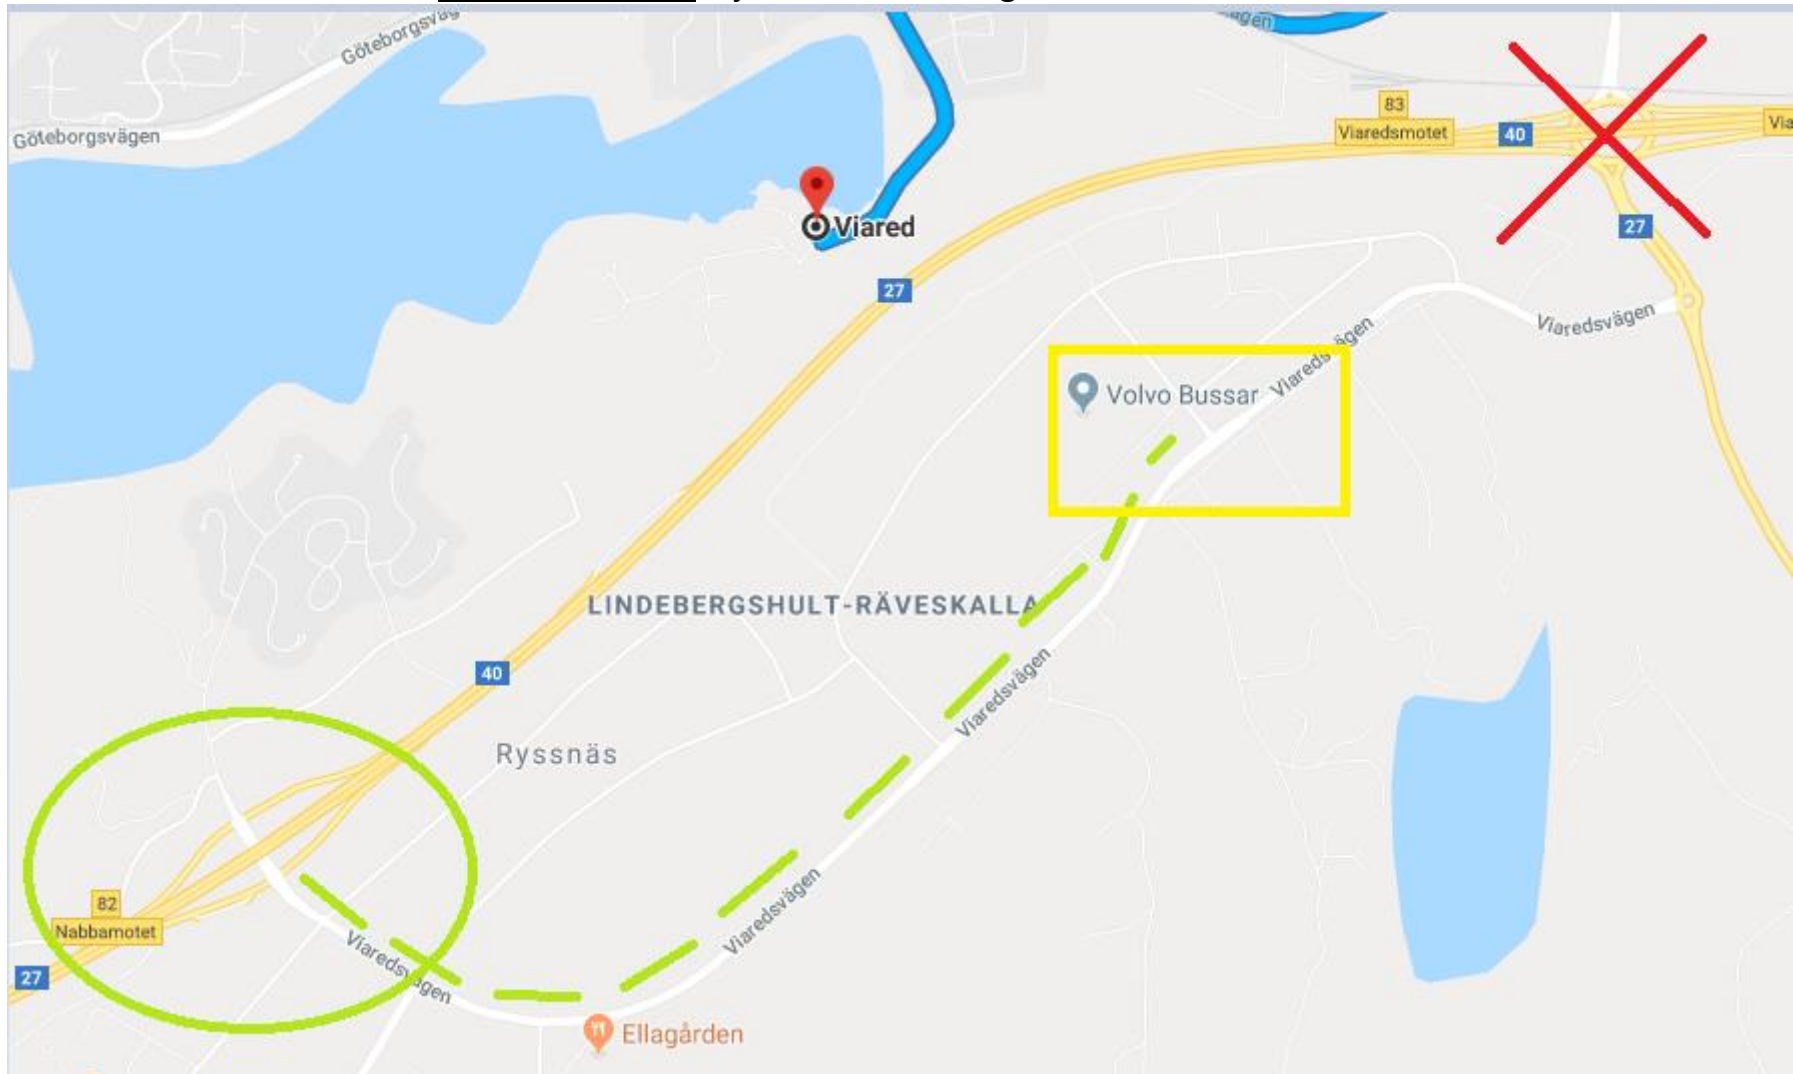 Göteborgsväg
ägen
Göteborgsvägen
83
Viaredsmotet
40
Via
Viared
27
27
Viaredsvägen
Viaredsvägen
Volvo Bussar
LINDEBERGSHULT-RÄVESKALLA
40
Viaredsvägen
Ryssnäs
Viaredsvägen
82
Nabbamotet
Viaredsvägen
27
Ellagården